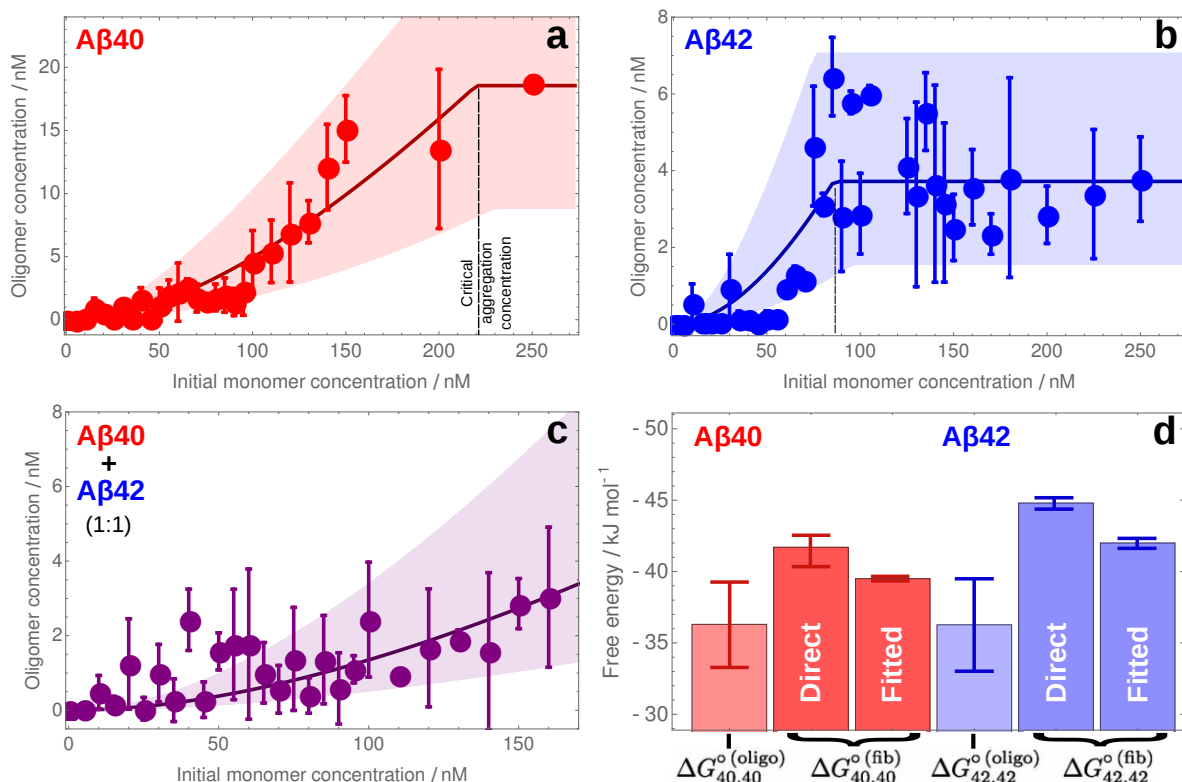 Aβ40
a
Oligomer concentration / nM
20
15
10
5
0
0
50
100
150
200
250
Critical
aggregation
concentration
Initial monomer concentration / nM
Aβ42
b
Oligomer concentration / nM
8
6
4
2
0
0
50
100
150
200
250
Initial monomer concentration / nM
Aβ40
+
Aβ42
(1:1)
c
Oligomer concentration / nM
8
6
4
2
0
0
50
100
150
Initial monomer concentration / nM
Aβ40
Aβ42
d
Free energy / kJ mol⁻¹
- 50
- 45
- 40
- 35
- 30
Direct
Fitted
Direct
Fitted
ΔG°⁽ᵒˡⁱᵍᵒ⁾40,40
ΔG°⁽ᶠⁱᵇ⁾40,40
ΔG°⁽ᵒˡⁱᵍᵒ⁾42,42
ΔG°⁽ᶠⁱᵇ⁾42,42